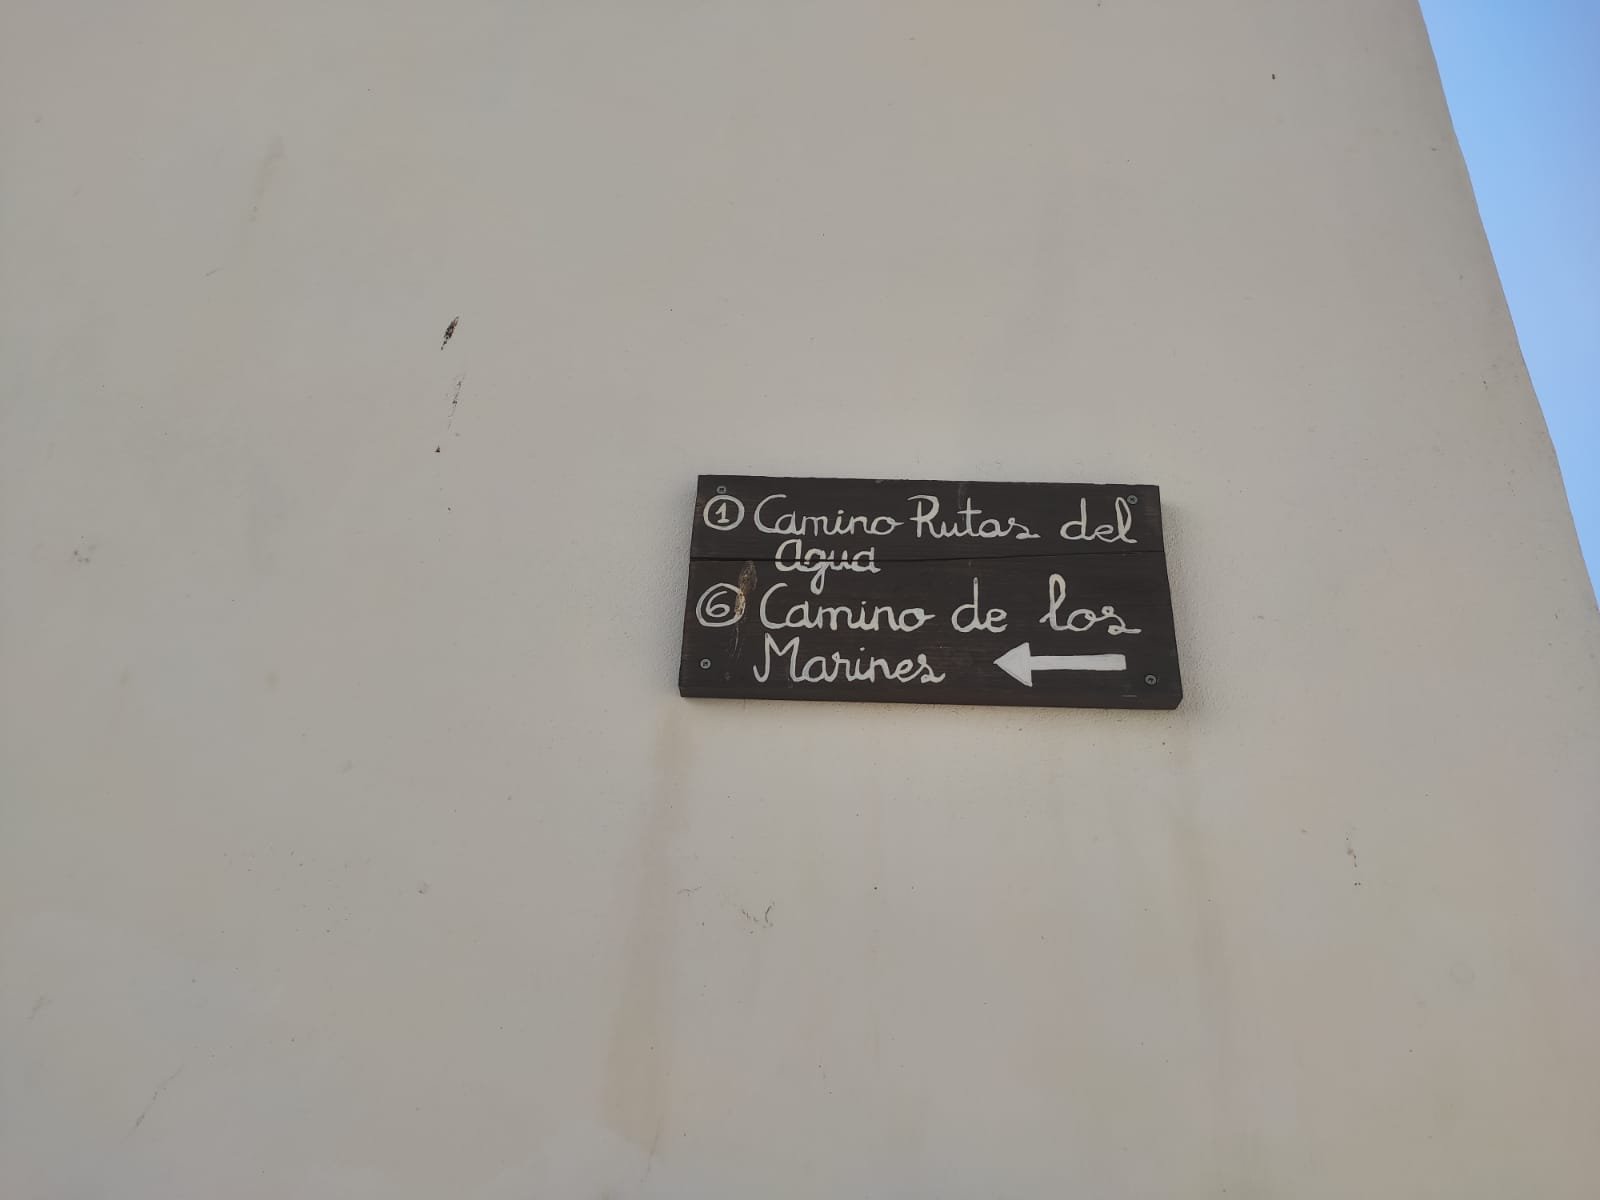 1 Camino Rutas del
Agua
6 Camino de los
Marines